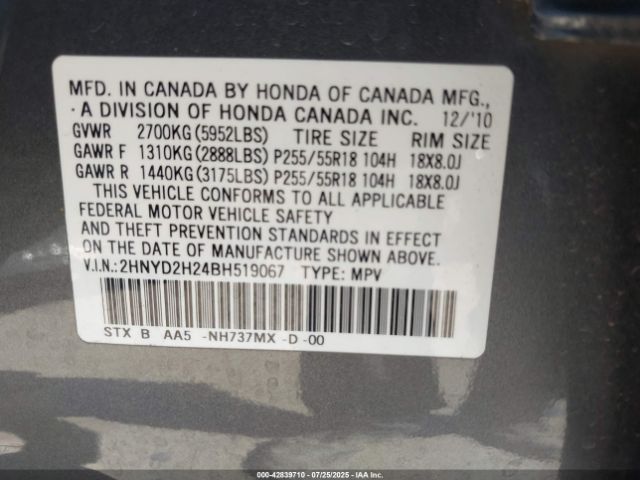 MFD. IN CANADA BY HONDA OF CANADA MFG.,
A DIVISION OF HONDA CANADA INC. 12/'10
GVWR 2700KG (5952LBS) TIRE SIZE RIM SIZE
GAWR F 1310KG (2888LBS) P255/55R18 104H 18X8.0J
GAWR R 1440KG (3175LBS) P255/55R18 104H 18X8.0J
THIS VEHICLE CONFORMS TO ALL APPLICABLE
FEDERAL MOTOR VEHICLE SAFETY
AND THEFT PREVENTION STANDARDS IN EFFECT
ON THE DATE OF MANUFACTURE SHOWN ABOVE.
V.I.N.: 2HNYD2H24BH519067 TYPE: MPV
STX B AA5 -NH737MX -D -00
000-42839710 | 07/25/2025 - IAAI.COM